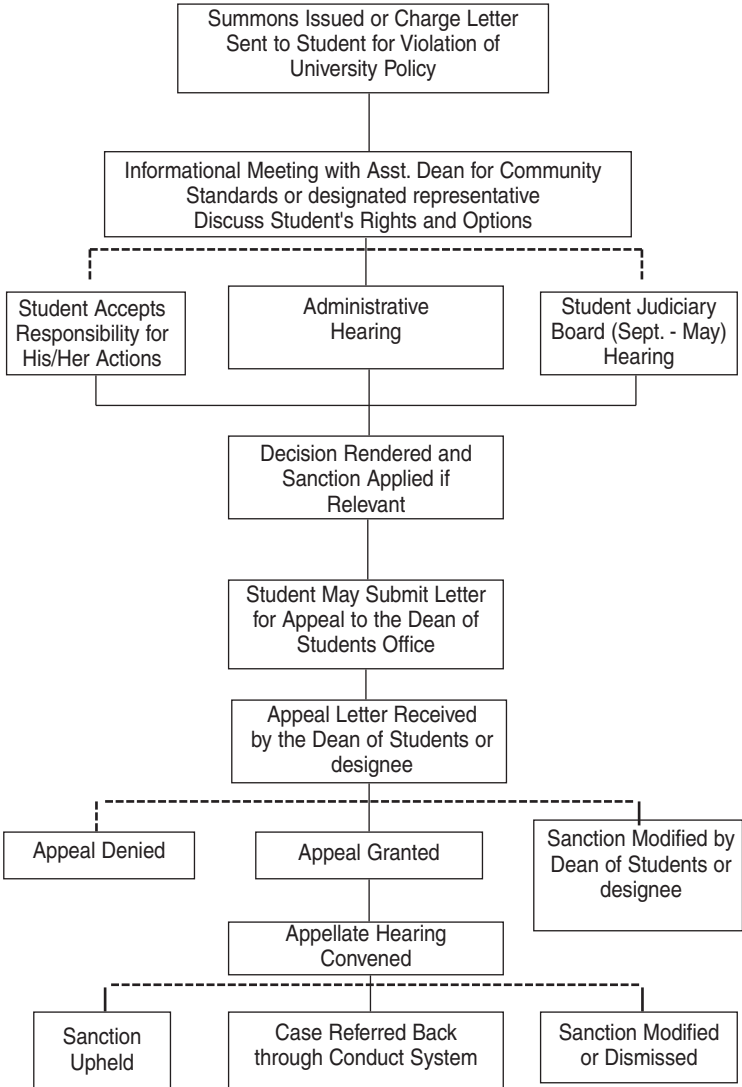 Summons Issued or Charge Letter
Sent to Student for Violation of
University Policy
Informational Meeting with Asst. Dean for Community
Standards or designated representative
Discuss Student's Rights and Options
Student Accepts
Responsibility for
His/Her Actions
Administrative
Hearing
Student Judiciary
Board (Sept. - May)
Hearing
Decision Rendered and
Sanction Applied if
Relevant
Student May Submit Letter
for Appeal to the Dean of
Students Office
Appeal Letter Received
by the Dean of Students or
designee
Appeal Denied
Appeal Granted
Sanction Modified by
Dean of Students or
designee
Appellate Hearing
Convened
Sanction
Upheld
Case Referred Back
through Conduct System
Sanction Modified
or Dismissed